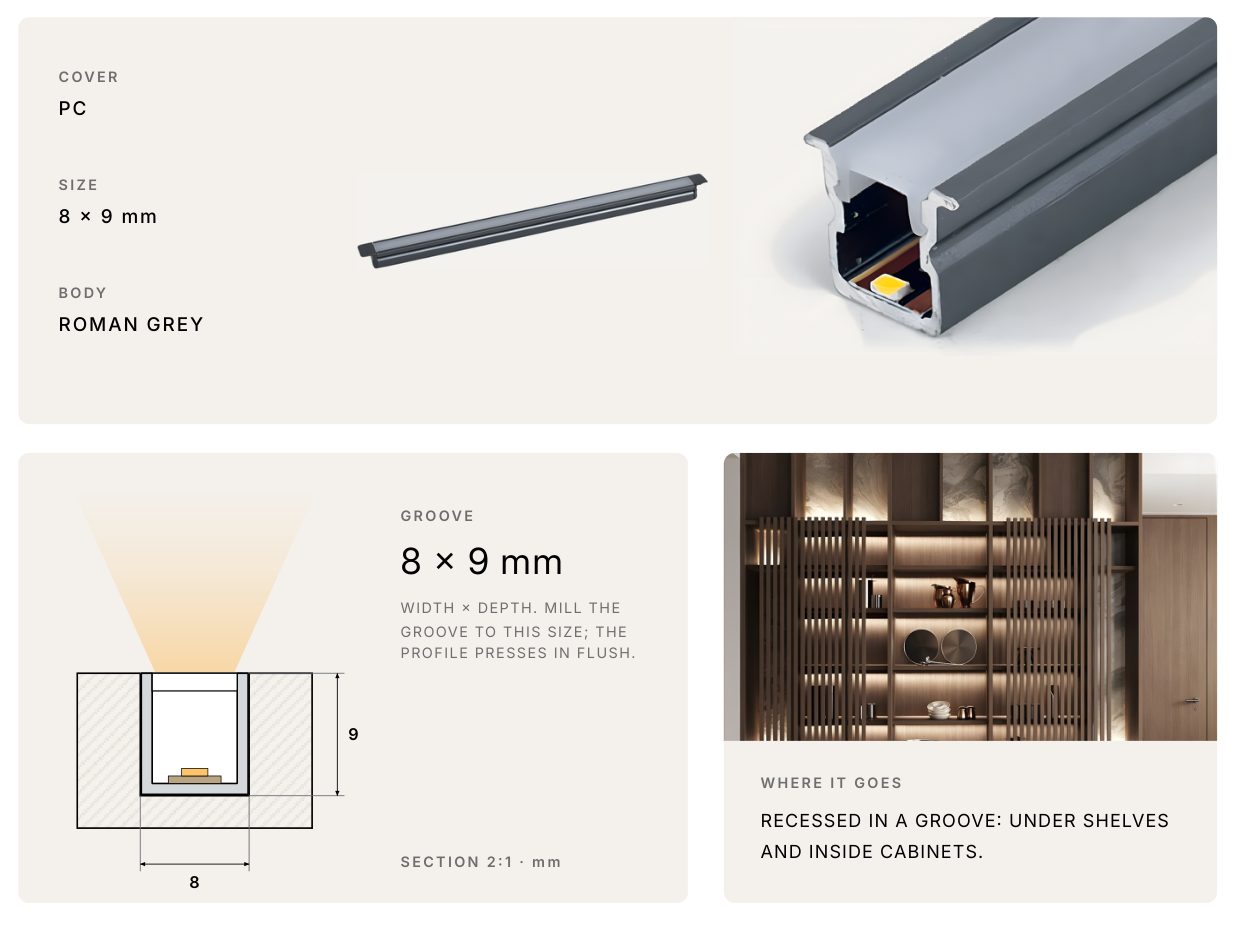 COVER
PC
SIZE
8 × 9 mm
BODY
ROMAN GREY
GROOVE
8 × 9 mm
WIDTH × DEPTH. MILL THE
GROOVE TO THIS SIZE; THE
PROFILE PRESSES IN FLUSH.
9
8
SECTION 2:1 · mm
WHERE IT GOES
RECESSED IN A GROOVE: UNDER SHELVES
AND INSIDE CABINETS.